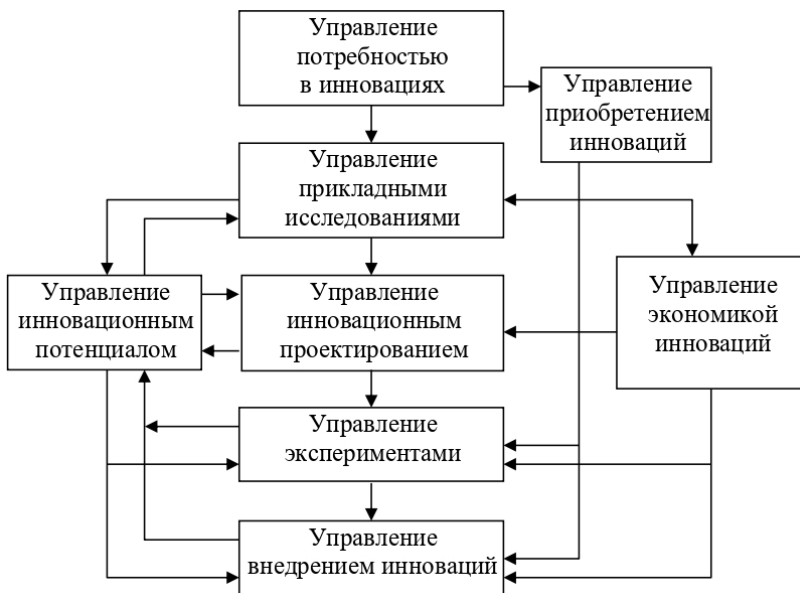 Управление
потребностью
в инновациях
Управление
приобретением
инноваций
Управление
прикладными
исследованиями
Управление
инновационным
потенциалом
Управление
инновационным
проектированием
Управление
экономикой
инноваций
Управление
экспериментами
Управление
внедрением инноваций